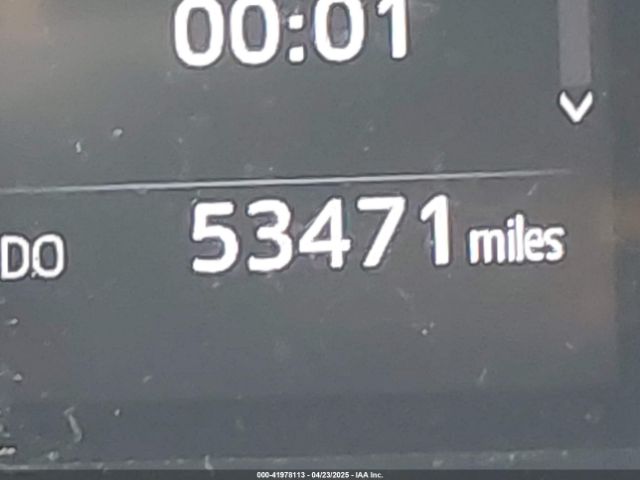 00:01
DO 53471 miles
000-41978113 - 04/23/2025 - IAA Inc.